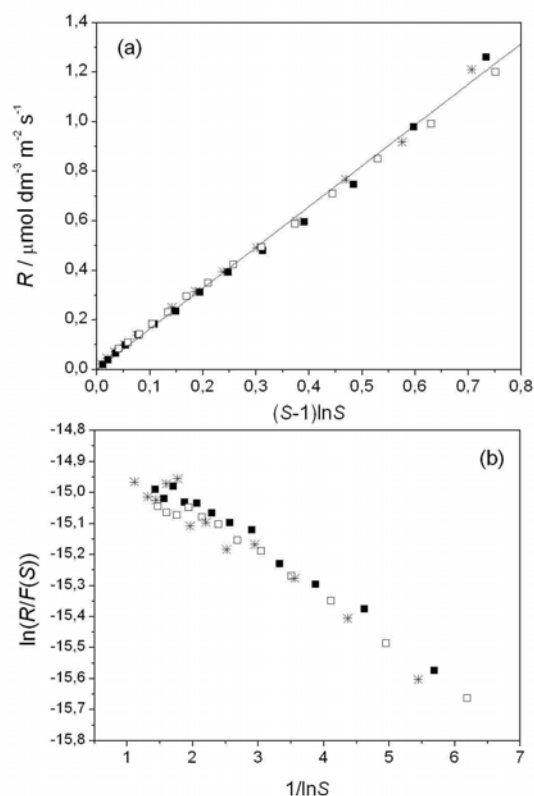 (a)
R / μmol dm⁻³ m⁻² s⁻¹
1,4
1,2
1,0
0,8
0,6
0,4
0,2
0,0
0,0 0,1 0,2 0,3 0,4 0,5 0,6 0,7 0,8
(S-1)lnS
(b)
ln(R/F(S))
-14,8
-14,9
-15,0
-15,1
-15,2
-15,3
-15,4
-15,5
-15,6
-15,7
-15,8
1 2 3 4 5 6 7
1/lnS